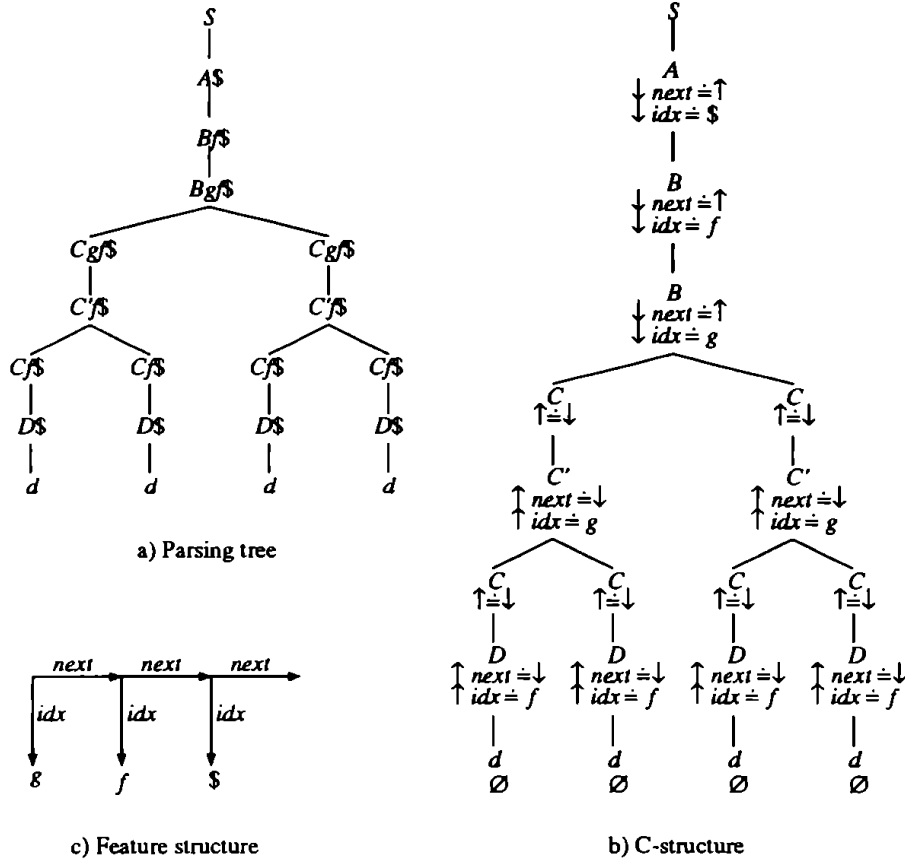 S
A$
Bf$
Bgf$
Cgf$ Cgf$
C'f$ C'f$
Cf$ Cf$ Cf$ Cf$
D$ D$ D$ D$
d d d d
a) Parsing tree
next next next
idx idx idx
g f $
c) Feature structure
S
A
↓ next ≐ ↑
↓ idx ≐ $
B
↓ next ≐ ↑
↓ idx ≐ f
B
↓ next ≐ ↑
↓ idx ≐ g
C C
↑≐↓ ↑≐↓
C' C'
↑ next ≐ ↓ ↑ next ≐ ↓
↑ idx ≐ g ↑ idx ≐ g
C C C C
↑≐↓ ↑≐↓ ↑≐↓ ↑≐↓
D D D D
↑ next ≐ ↓ ↑ next ≐ ↓ ↑ next ≐ ↓ ↑ next ≐ ↓
↑ idx ≐ f ↑ idx ≐ f ↑ idx ≐ f ↑ idx ≐ f
d d d d
Ø Ø Ø Ø
b) C-structure